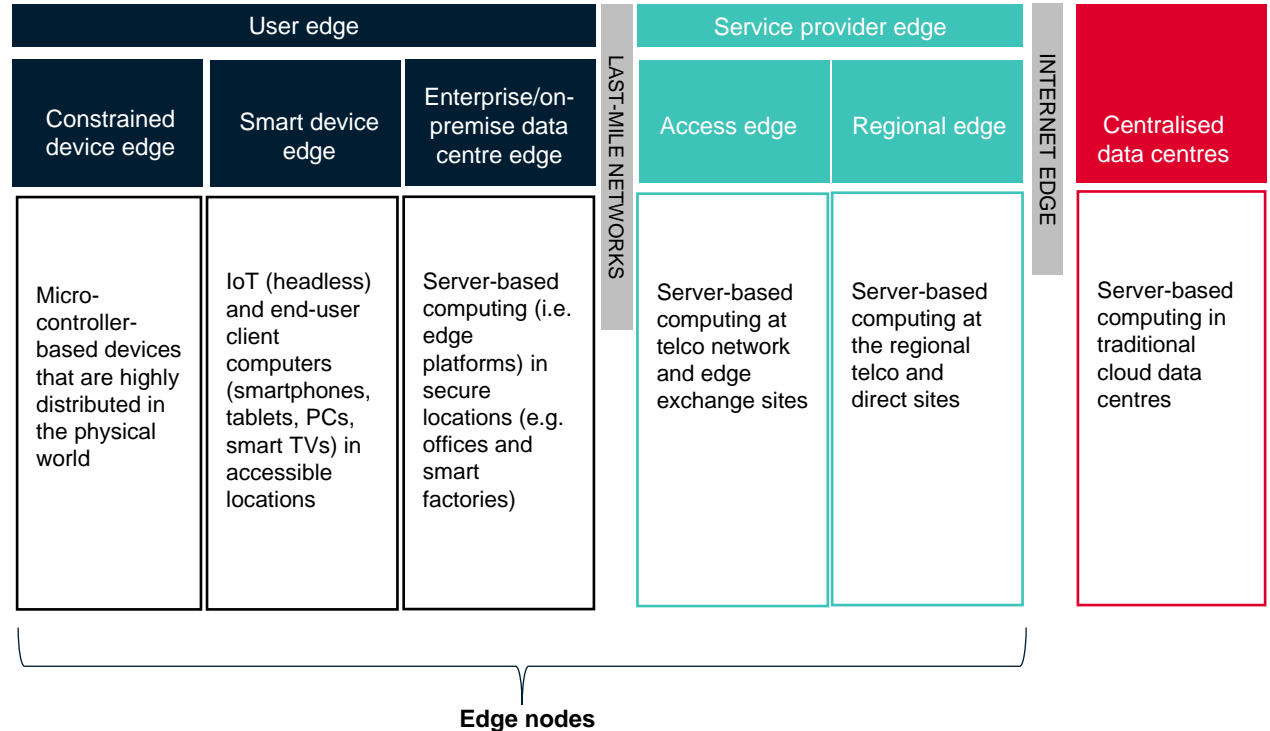 User edge
Service provider edge
LAST-MILE NETWORKS
INTERNET EDGE
Constrained
device edge
Smart device
edge
Enterprise/on-
premise data
centre edge
Access edge
Regional edge
Centralised
data centres
Micro-
controller-
based devices
that are highly
distributed in
the physical
world
IoT (headless)
and end-user
client
computers
(smartphones,
tablets, PCs,
smart TVs) in
accessible
locations
Server-based
computing (i.e.
edge
platforms) in
secure
locations (e.g.
offices and
smart
factories)
Server-based
computing at
telco network
and edge
exchange sites
Server-based
computing at
the regional
telco and
direct sites
Server-based
computing in
traditional
cloud data
centres
Edge nodes